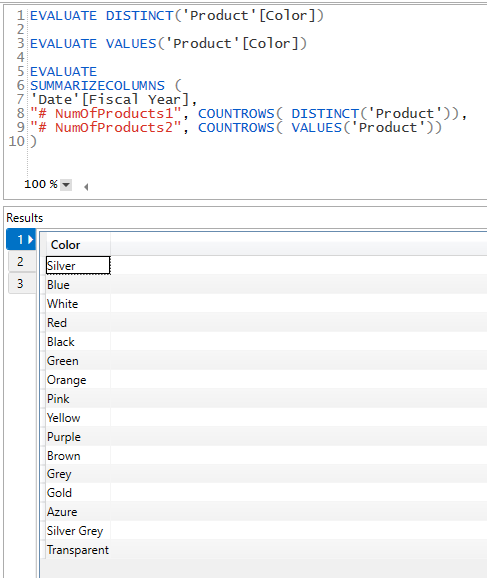 1 EVALUATE DISTINCT('Product'[Color])
2
3 EVALUATE VALUES('Product'[Color])
4
5 EVALUATE
6 SUMMARIZECOLUMNS (
7 'Date'[Fiscal Year],
8 "# NumOfProducts1", COUNTROWS( DISTINCT('Product')),
9 "# NumOfProducts2", COUNTROWS( VALUES('Product'))
10 )
100 %
Results
1
2
3
Color
Silver
Blue
White
Red
Black
Green
Orange
Pink
Yellow
Purple
Brown
Grey
Gold
Azure
Silver Grey
Transparent